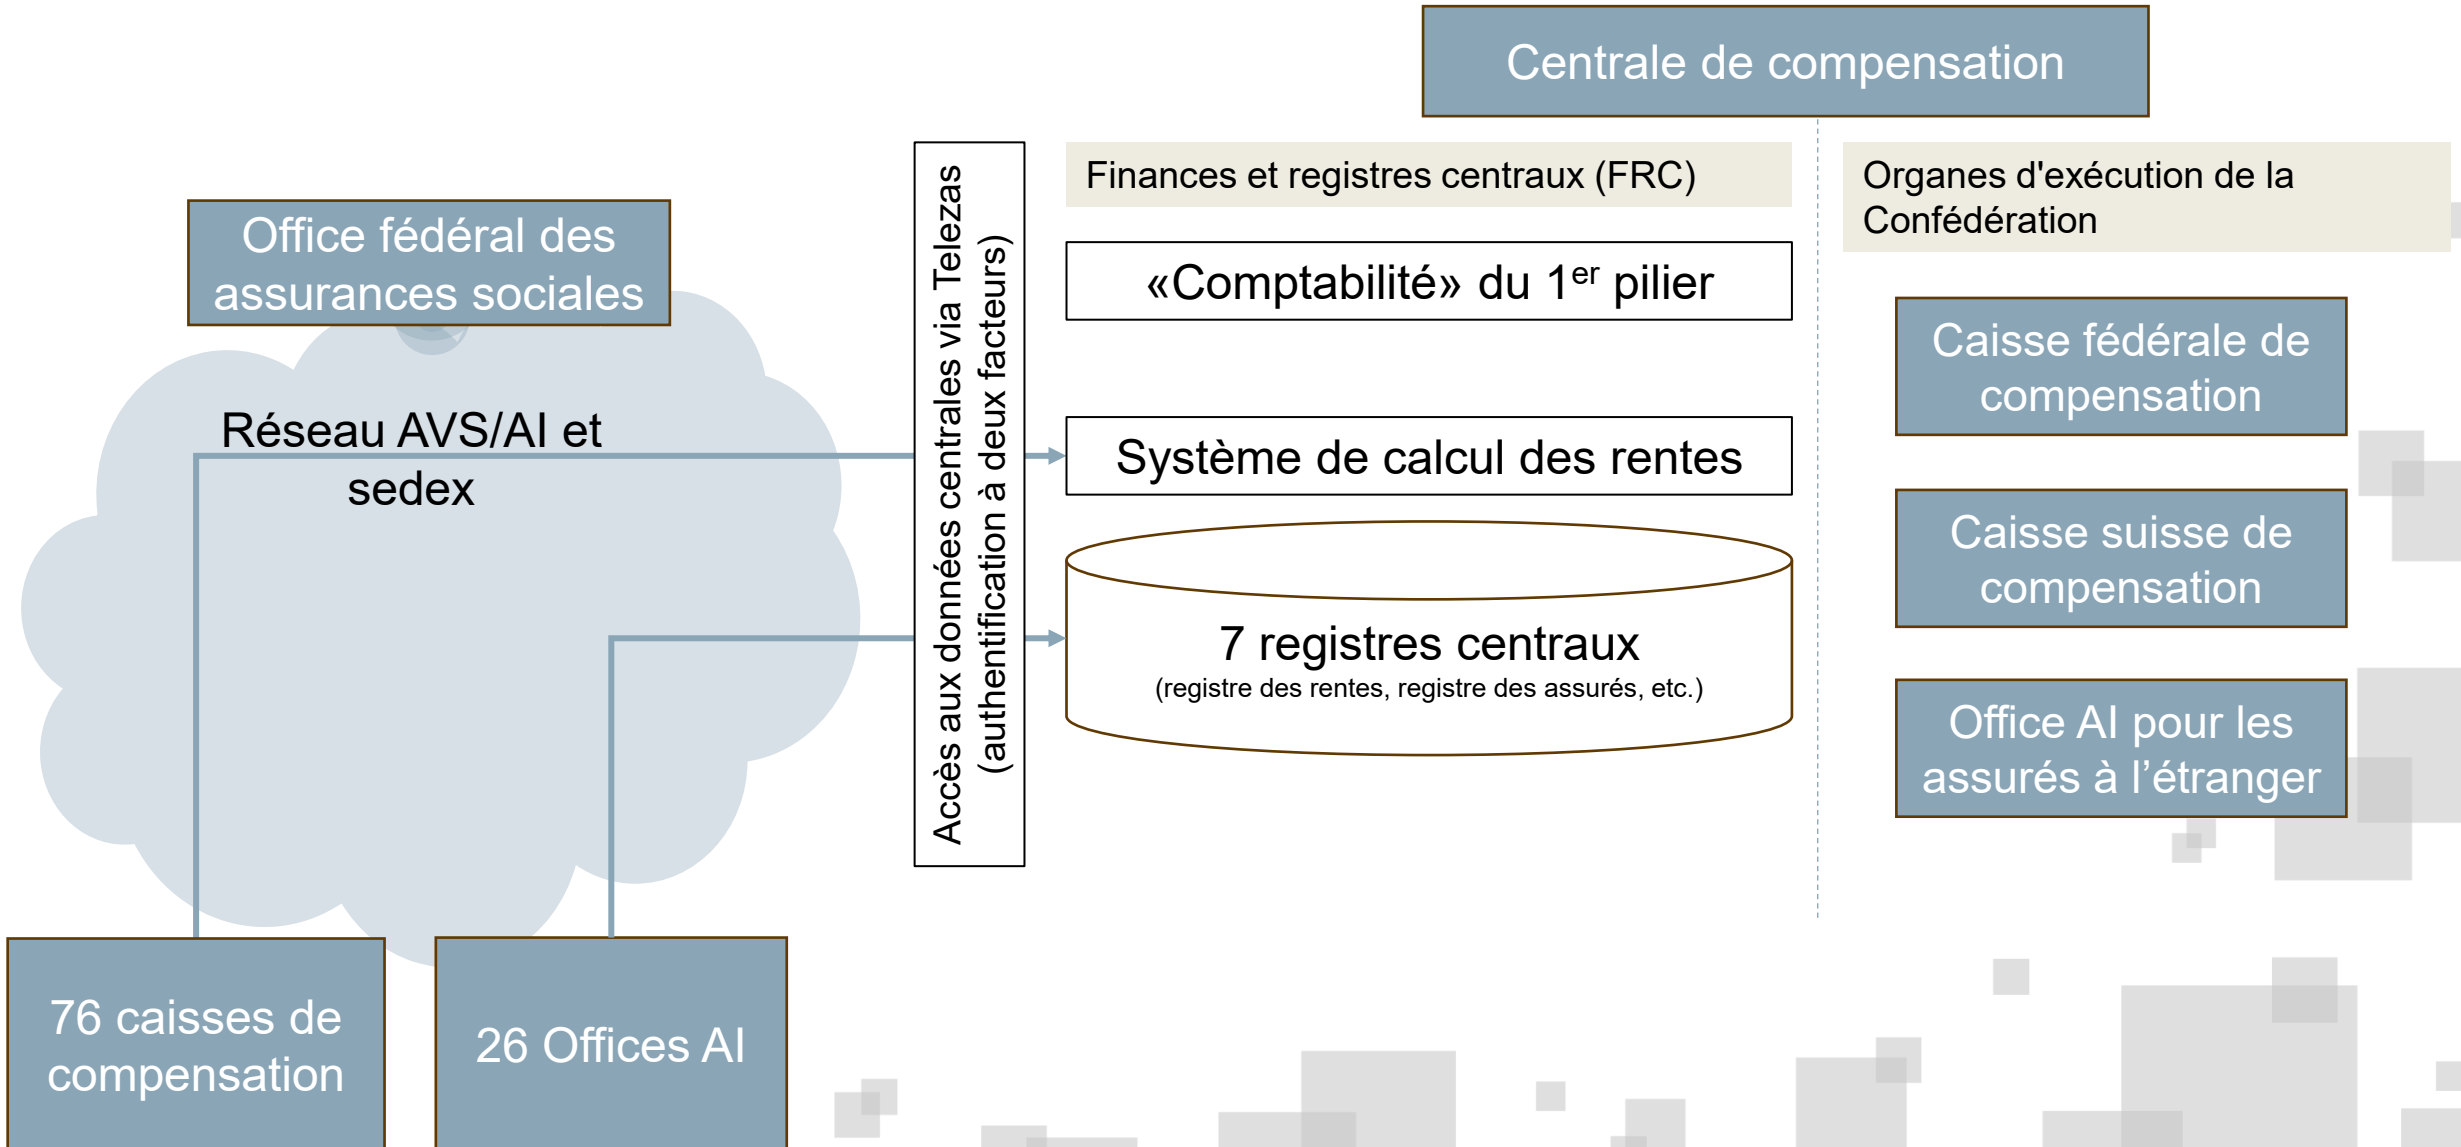 Centrale de compensation
Office fédéral des
assurances sociales
Réseau AVS/AI et
sedex
76 caisses de
compensation
26 Offices AI
Accès aux données centrales via Telezas
(authentification à deux facteurs)
Finances et registres centraux (FRC)
«Comptabilité» du 1er pilier
Système de calcul des rentes
7 registres centraux
(registre des rentes, registre des assurés, etc.)
Organes d'exécution de la
Confédération
Caisse fédérale de
compensation
Caisse suisse de
compensation
Office AI pour les
assurés à l’étranger